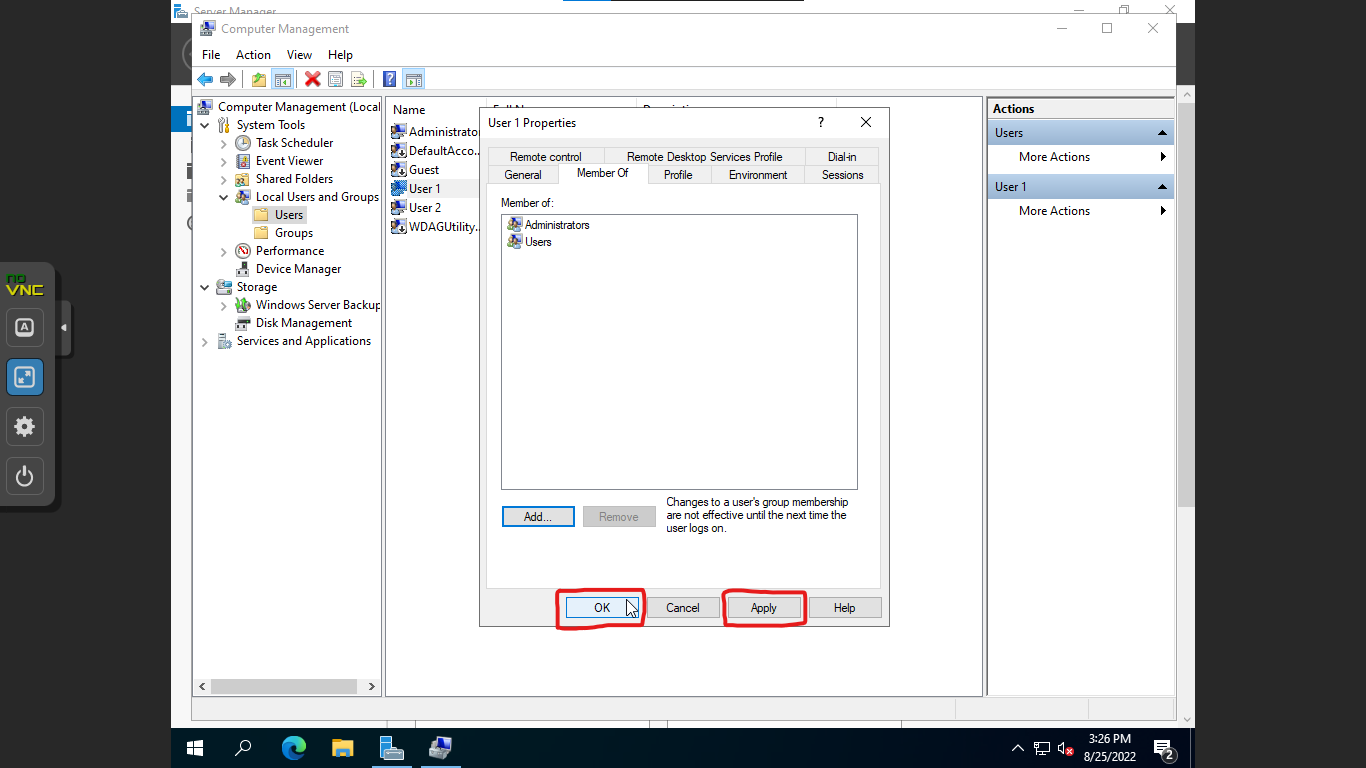 Server Manager
Computer Management
File Action View Help
Computer Management (Local
System Tools
Task Scheduler
Event Viewer
Shared Folders
Local Users and Groups
Users
Groups
Performance
Device Manager
Storage
Windows Server Backup
Disk Management
Services and Applications
Name
Administrator
DefaultAcco...
Guest
User 1
User 2
WDAGUtility...
User 1 Properties
Remote control Remote Desktop Services Profile Dial-in
General Member Of Profile Environment Sessions
Member of:
Administrators
Users
Add... Remove
Changes to a user's group membership
are not effective until the next time the
user logs on.
OK Cancel Apply Help
Actions
Users
More Actions
User 1
More Actions
no
VNC
A
3:26 PM
8/25/2022
2